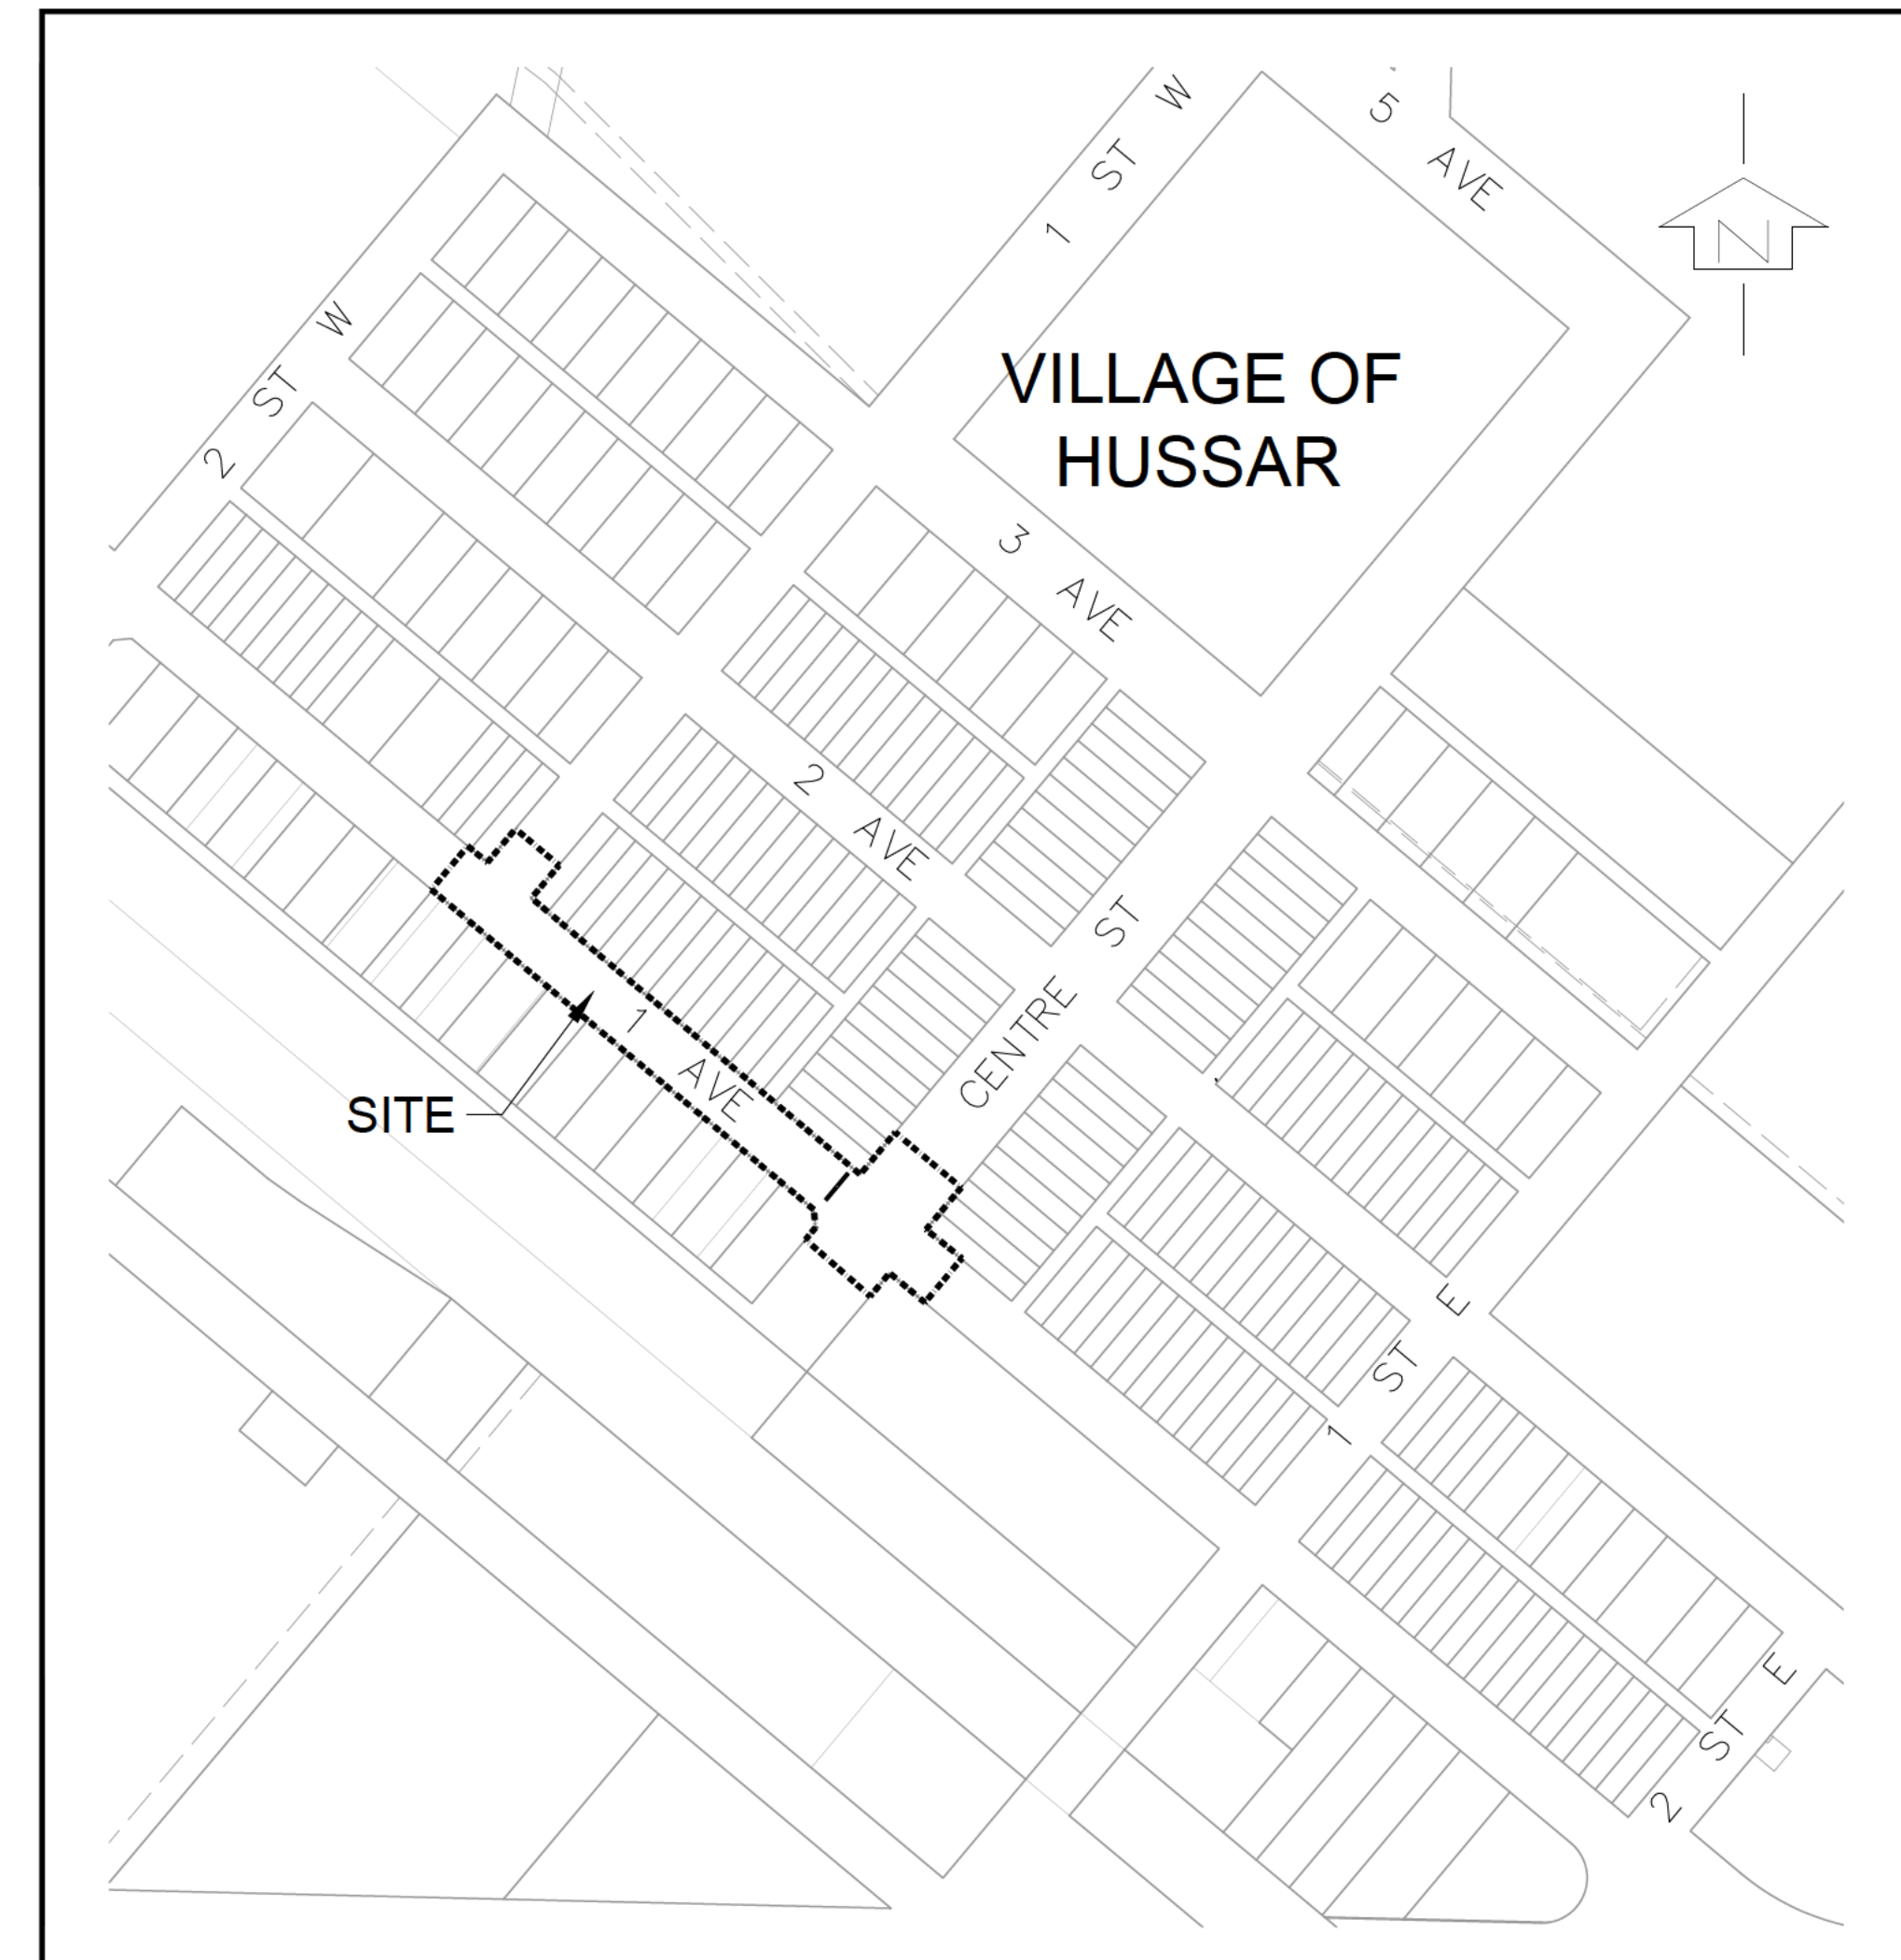 1 ST W
5 AVE
N
VILLAGE OF
HUSSAR
2 ST W
3 AVE
2 AVE
CENTRE ST
1 AVE
SITE
1 ST E
2 ST E